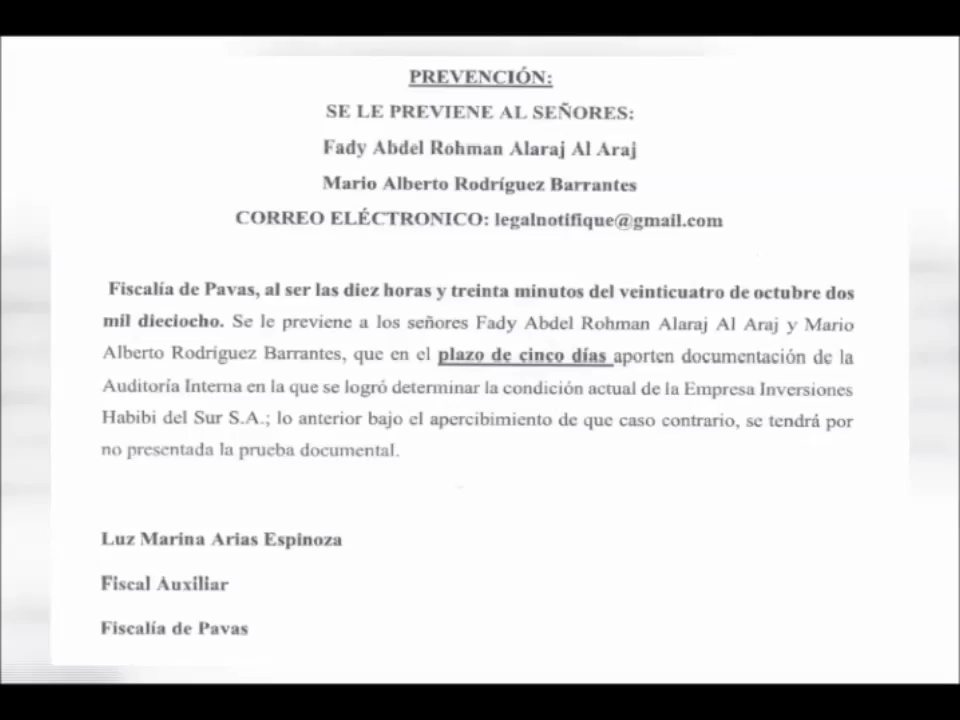 PREVENCIÓN:
SE LE PREVIENE AL SEÑORES:
Fady Abdel Rohman Alaraj Al Araj
Mario Alberto Rodríguez Barrantes
CORREO ELÉCTRONICO: legalnotifique@gmail.com
Fiscalía de Pavas, al ser las diez horas y treinta minutos del veinticuatro de octubre dos
mil dieciocho. Se le previene a los señores Fady Abdel Rohman Alaraj Al Araj y Mario
Alberto Rodríguez Barrantes, que en el plazo de cinco días aporten documentación de la
Auditoría Interna en la que se logró determinar la condición actual de la Empresa Inversiones
Habibi del Sur S.A.; lo anterior bajo el apercibimiento de que caso contrario, se tendrá por
no presentada la prueba documental.
Luz Marina Arias Espinoza
Fiscal Auxiliar
Fiscalía de Pavas